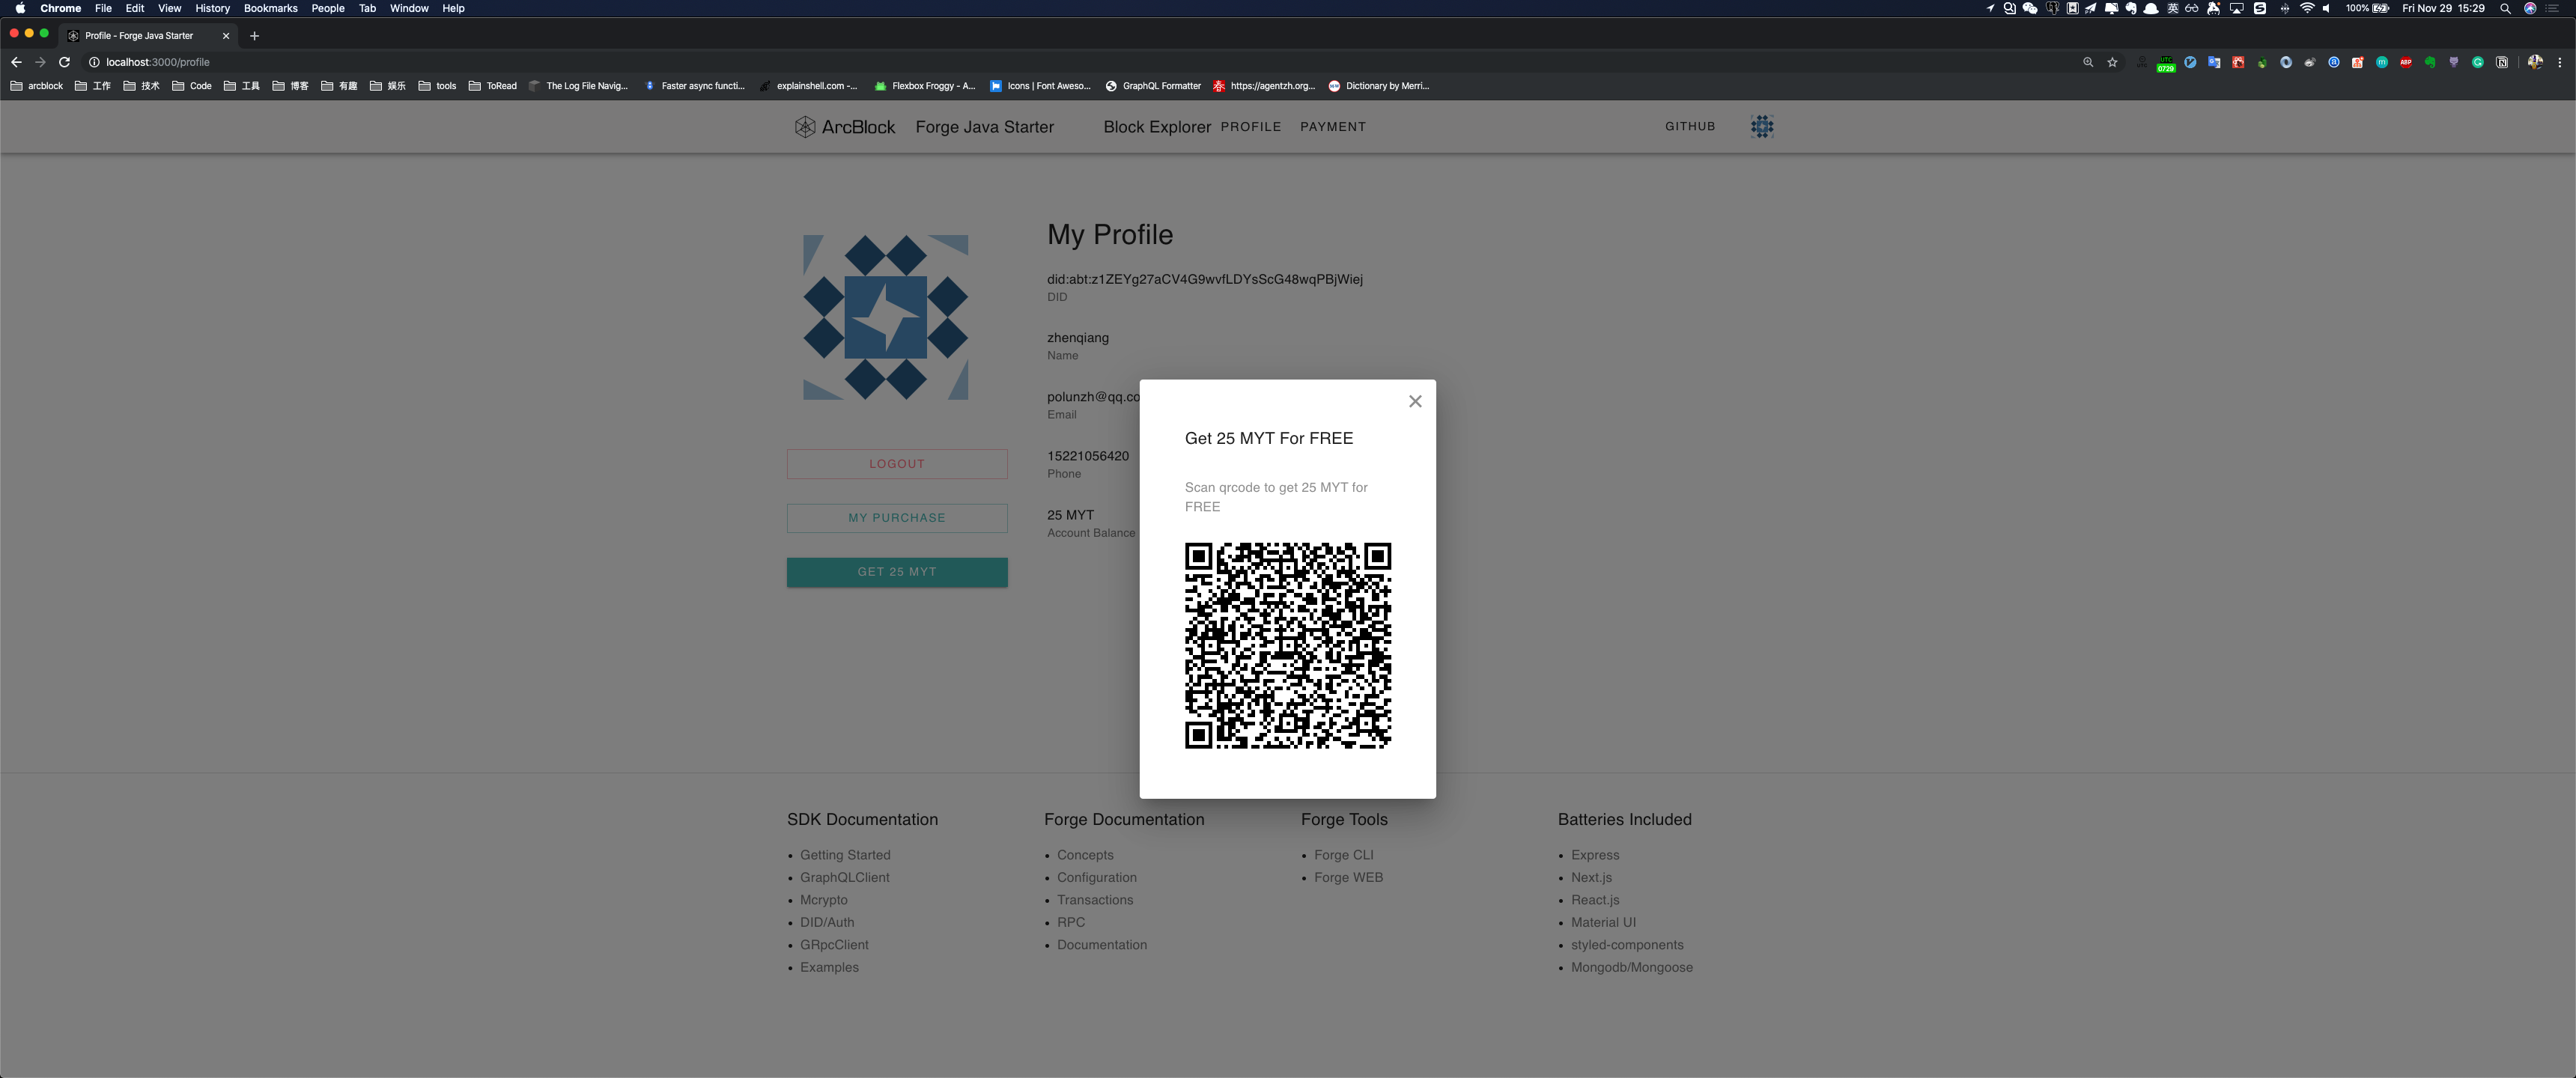 Chrome File Edit View History Bookmarks People Tab Window Help
英 100% Fri Nov 29 15:29
Profile - Forge Java Starter
localhost:3000/profile
UTC 0729 ABP
arcblock 工作 技术 Code 工具 博客 有趣 娱乐 tools ToRead The Log File Navig... Faster async functi... explainshell.com -... Flexbox Froggy - A... Icons | Font Aweso... GraphQL Formatter https://agentzh.org... Dictionary by Merri...
ArcBlock Forge Java Starter Block Explorer PROFILE PAYMENT GITHUB
My Profile
did:abt:z1ZEYg27aCV4G9wvfLDYsScG48wqPBjWiej
DID
zhenqiang
Name
polunzh@qq.co
Email
15221056420
Phone
25 MYT
Account Balance
LOGOUT
MY PURCHASE
GET 25 MYT
Get 25 MYT For FREE
Scan qrcode to get 25 MYT for
FREE
SDK Documentation
Getting Started
GraphQLClient
Mcrypto
DID/Auth
GRpcClient
Examples
Forge Documentation
Concepts
Configuration
Transactions
RPC
Documentation
Forge Tools
Forge CLI
Forge WEB
Batteries Included
Express
Next.js
React.js
Material UI
styled-components
Mongodb/Mongoose